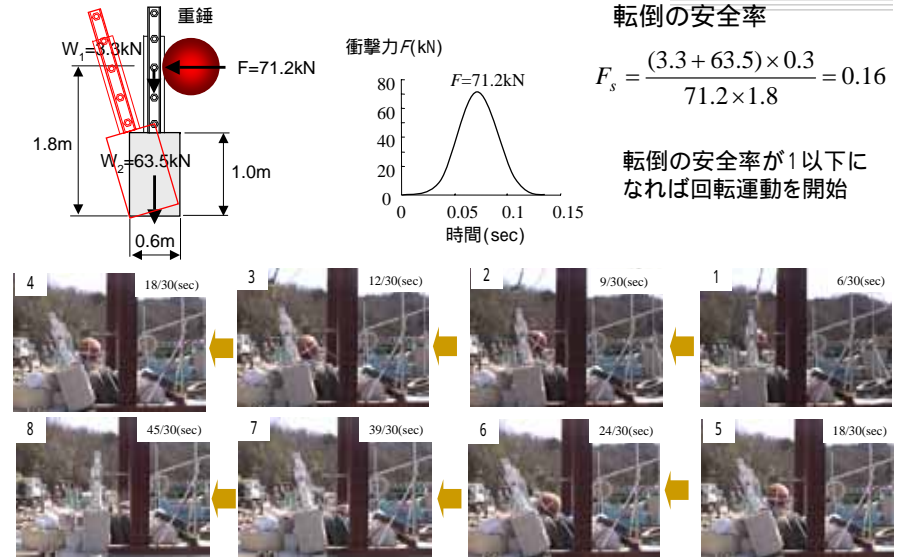 重錘
W1=3.3kN
F=71.2kN
1.8m
W2=63.5kN
1.0m
0.6m
衝撃力F(kN)
80
F=71.2kN
60
40
20
0
0
0.05
0.1
0.15
時間(sec)
転倒の安全率
Fs = (3.3 + 63.5) × 0.3 / 71.2 × 1.8 = 0.16
転倒の安全率が1以下に
なれば回転運動を開始
4
18/30(sec)
3
12/30(sec)
2
9/30(sec)
1
6/30(sec)
8
45/30(sec)
7
39/30(sec)
6
24/30(sec)
5
18/30(sec)